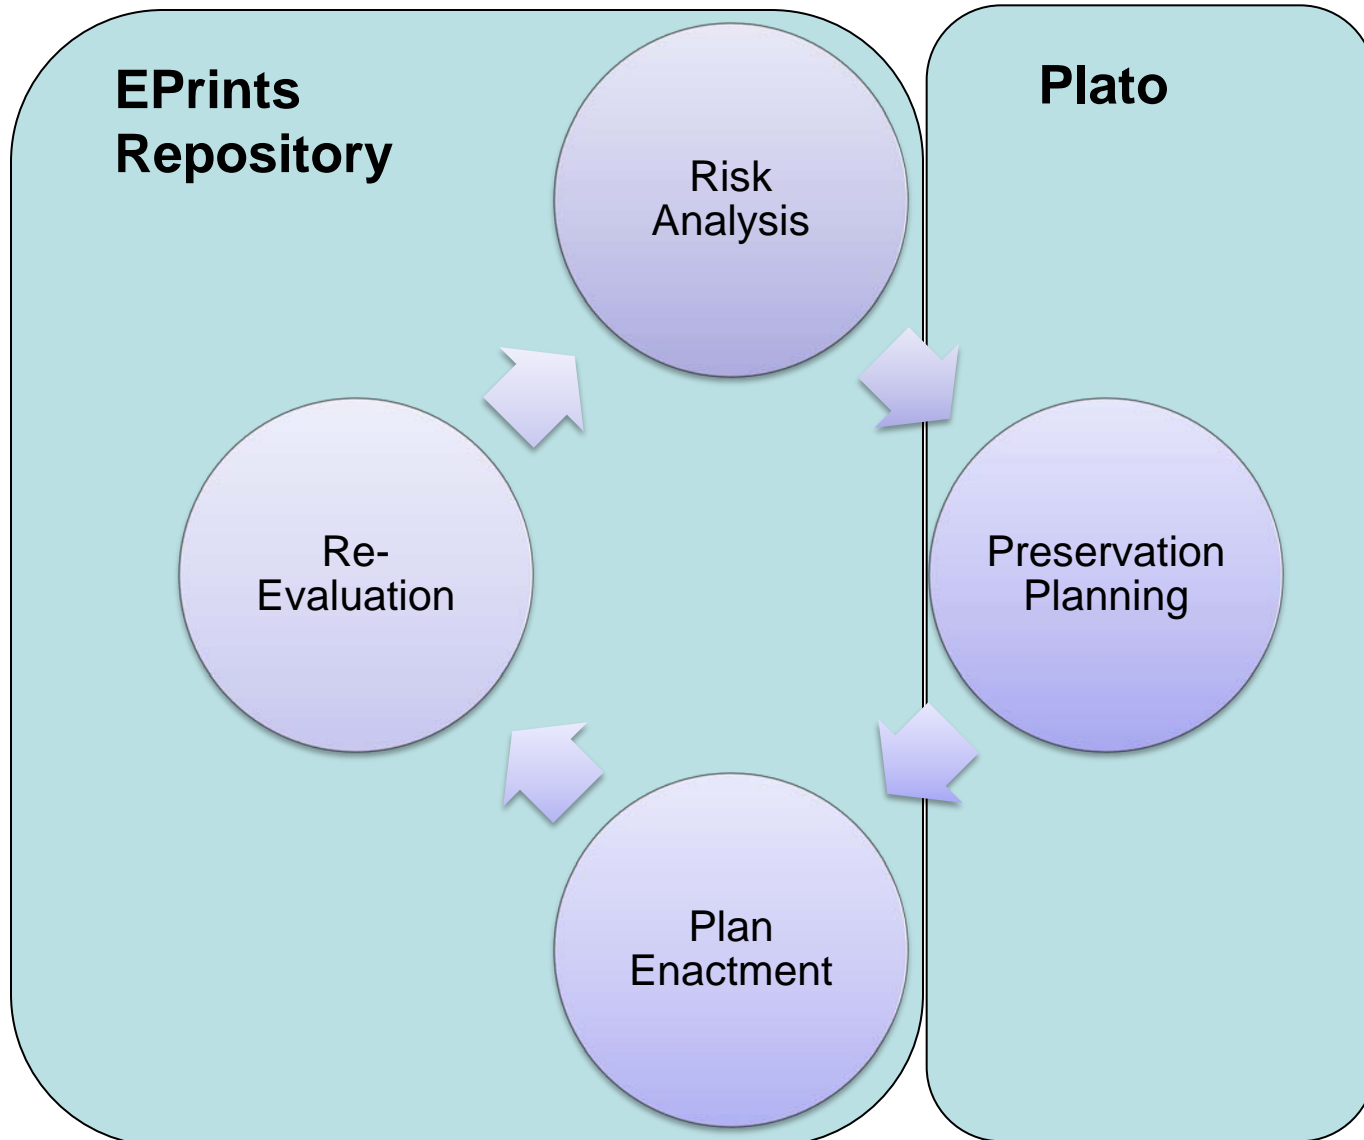 EPrints
Repository
Plato
Risk
Analysis
Re-
Evaluation
Preservation
Planning
Plan
Enactment